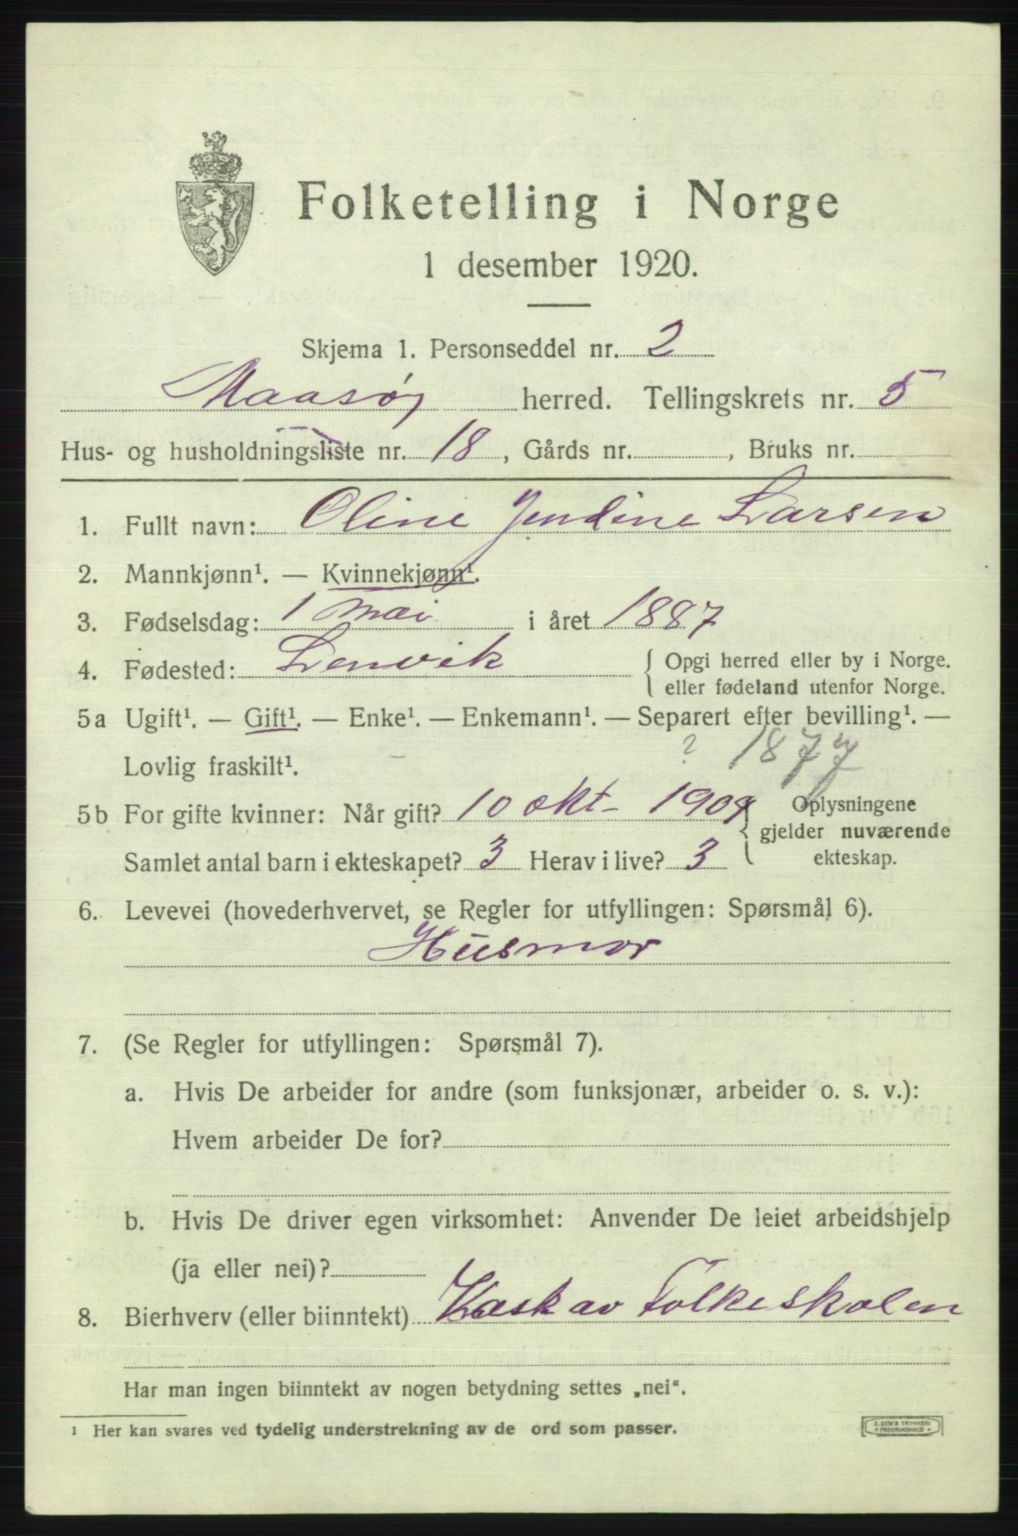 Folketelling i Norge
1 desember 1920.
Skjema 1. Personseddel nr. 2
Maasøy herred. Tellingskrets nr. 5
Hus- og husholdningsliste nr. 18, Gårds nr. , Bruks nr.
1. Fullt navn: Oline Jendine Larsen
2. Mannkjønn¹. — Kvinnekjønn¹.
3. Fødselsdag: 1 mai i året 1887
4. Fødested: Lenvik { Opgi herred eller by i Norge.
eller fødeland utenfor Norge.
5a Ugift¹. — Gift¹. — Enke¹. — Enkemann¹. — Separert efter bevilling¹. —
Lovlig fraskilt¹. ? 1877
5b For gifte kvinner: Når gift? 10 okt- 1909 { Oplysningene
gjelder nuværende
Samlet antal barn i ekteskapet? 3 Herav i live? 3 ekteskap.
6. Levevei (hovederhvervet, se Regler for utfyllingen: Spørsmål 6).
Husmor
7. (Se Regler for utfyllingen: Spørsmål 7).
a. Hvis De arbeider for andre (som funksjonær, arbeider o. s. v.):
Hvem arbeider De for?
b. Hvis De driver egen virksomhet: Anvender De leiet arbeidshjelp
(ja eller nei)?
8. Bierhverv (eller biinntekt) Vask av Folkeskolen
Har man ingen biinntekt av nogen betydning settes „nei“.
¹ Her kan svares ved tydelig understrekning av de ord som passer.